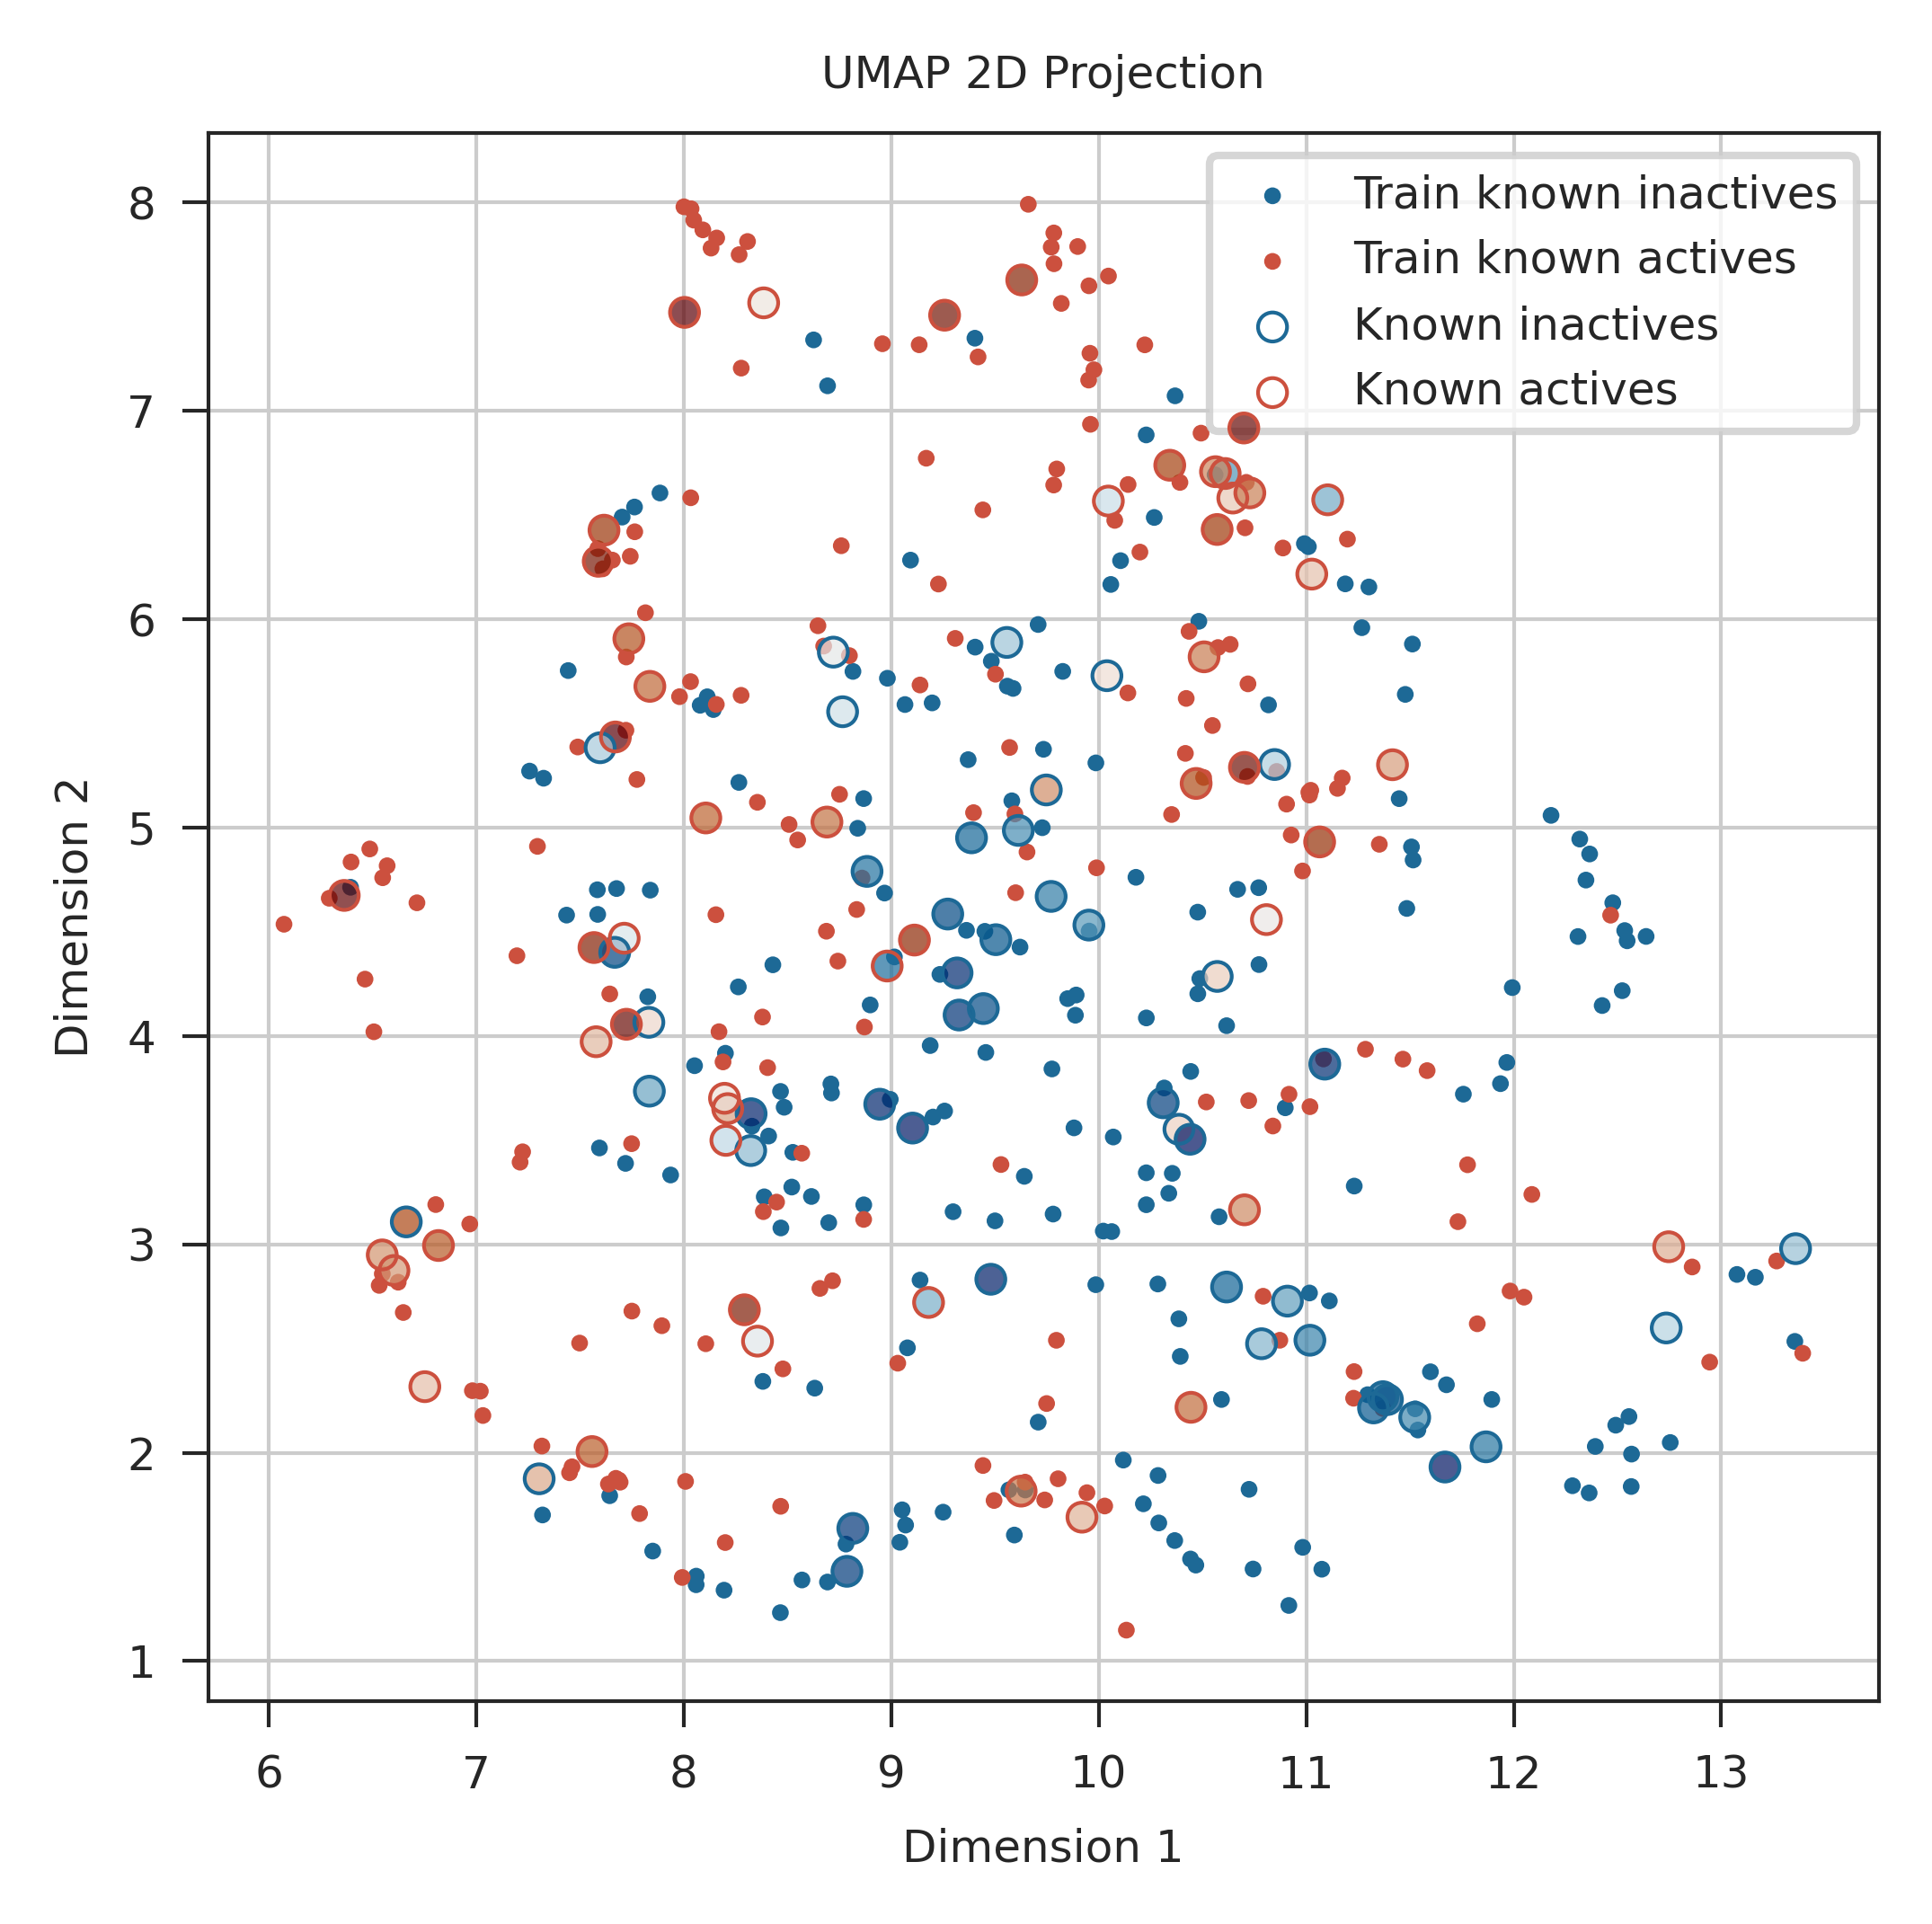 UMAP 2D Projection
Train known inactives
Train known actives
Known inactives
Known actives
8
7
6
5
4
3
2
1
Dimension 2
6 7 8 9 10 11 12 13
Dimension 1